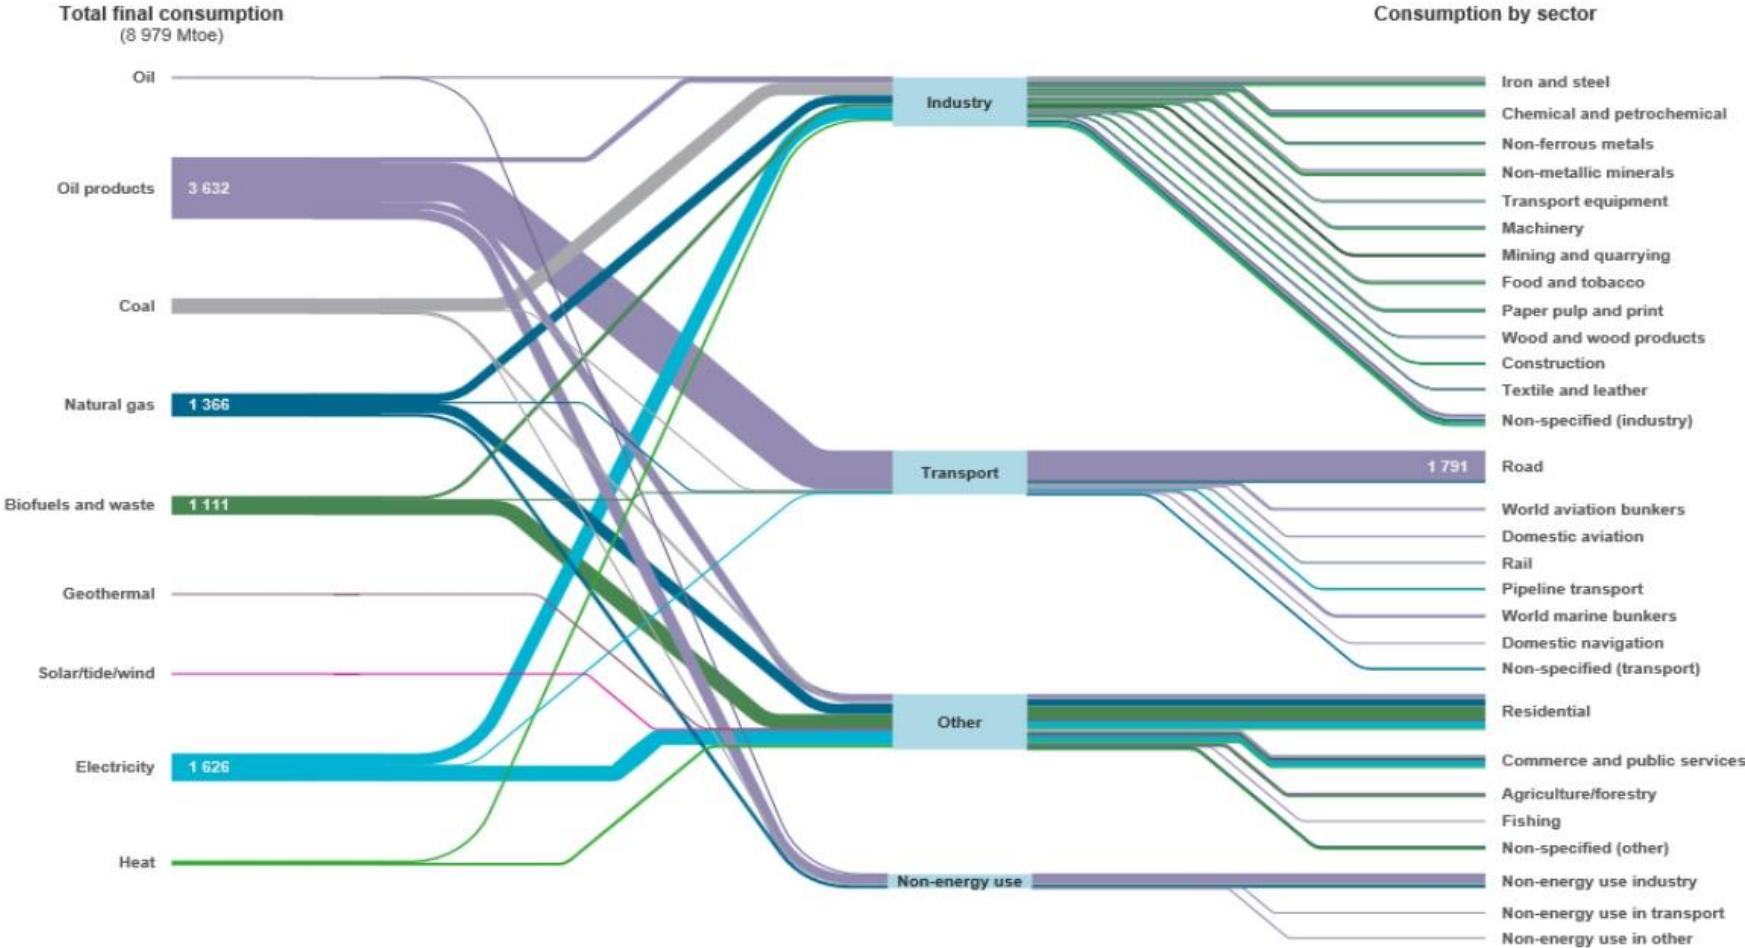 Total final consumption
(8 979 Mtoe)
Consumption by sector
Oil
Oil products
3 632
Coal
Natural gas
1 366
Biofuels and waste
1 111
Geothermal
Solar/tide/wind
Electricity
1 626
Heat
Industry
Transport
Other
Non-energy use
Iron and steel
Chemical and petrochemical
Non-ferrous metals
Non-metallic minerals
Transport equipment
Machinery
Mining and quarrying
Food and tobacco
Paper pulp and print
Wood and wood products
Construction
Textile and leather
Non-specified (industry)
1 791
Road
World aviation bunkers
Domestic aviation
Rail
Pipeline transport
World marine bunkers
Domestic navigation
Non-specified (transport)
Residential
Commerce and public services
Agriculture/forestry
Fishing
Non-specified (other)
Non-energy use industry
Non-energy use in transport
Non-energy use in other